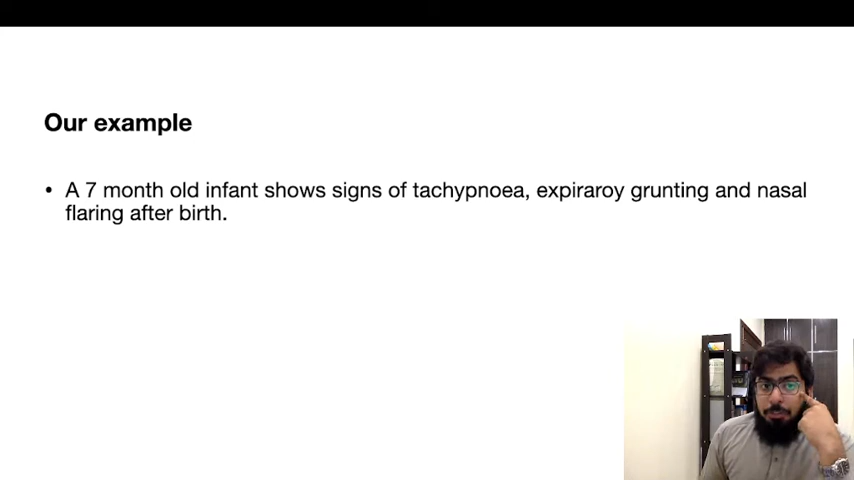 Our example
• A 7 month old infant shows signs of tachypnoea, expiraroy grunting and nasal
flaring after birth.